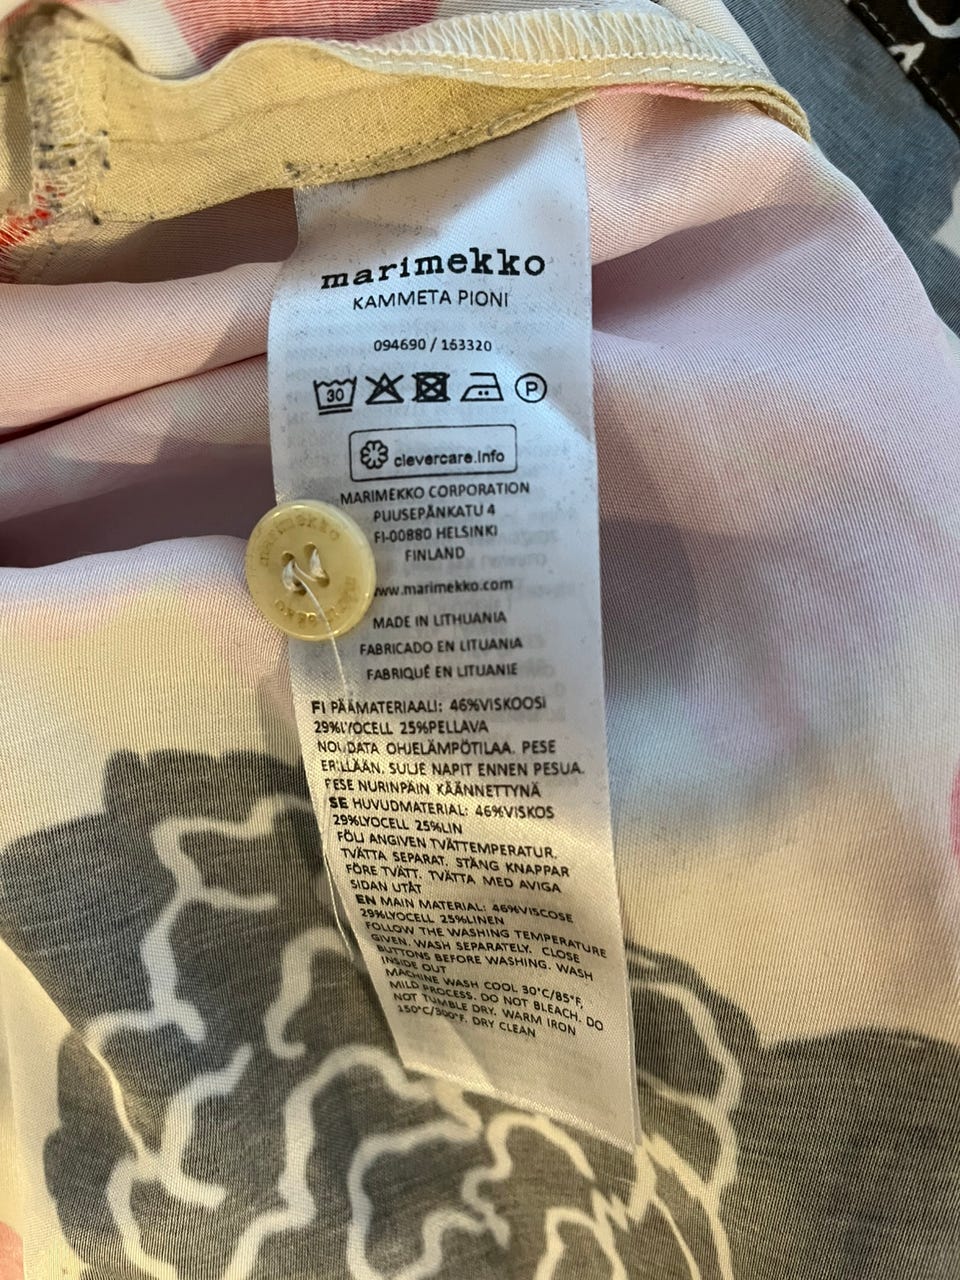 marimekko
KAMMETA PIONI
094690 / 163320
30
P
clevercare.info
MARIMEKKO CORPORATION
PUUSEPÄNKATU 4
FI-00880 HELSINKI
FINLAND
marimekko
marimekko
www.marimekko.com
MADE IN LITHUANIA
FABRICADO EN LITUANIA
FABRIQUÉ EN LITUANIE
FI PÄÄMATERIAALI: 46%VISKOOSI
29%LYOCELL 25%PELLAVA
NOUDATA OHJELÄMPÖTILAA. PESE
ERILLÄÄN. SULJE NAPIT ENNEN PESUA.
PESE NURINPÄIN KÄÄNNETTYNÄ
SE HUVUDMATERIAL: 46%VISKOS
29%LYOCELL 25%LIN
FÖLJ ANGIVEN TVÄTTEMPERATUR.
TVÄTTA SEPARAT. STÄNG KNAPPAR
FÖRE TVÄTT. TVÄTTA MED AVIGA
SIDAN UTÅT
EN MAIN MATERIAL: 46%VISCOSE
29%LYOCELL 25%LINEN
FOLLOW THE WASHING TEMPERATURE
GIVEN. WASH SEPARATELY. CLOSE
BUTTONS BEFORE WASHING. WASH
INSIDE OUT
MACHINE WASH COOL 30°C/85°F,
MILD PROCESS. DO NOT BLEACH. DO
NOT TUMBLE DRY. WARM IRON
150°C/300°F. DRY CLEAN